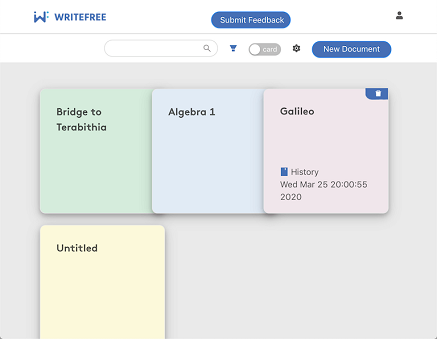 WRITEFREE
Submit Feedback
card
New Document
Bridge to
Terabithia
Algebra 1
Galileo
History
Wed Mar 25 20:00:55
2020
Untitled